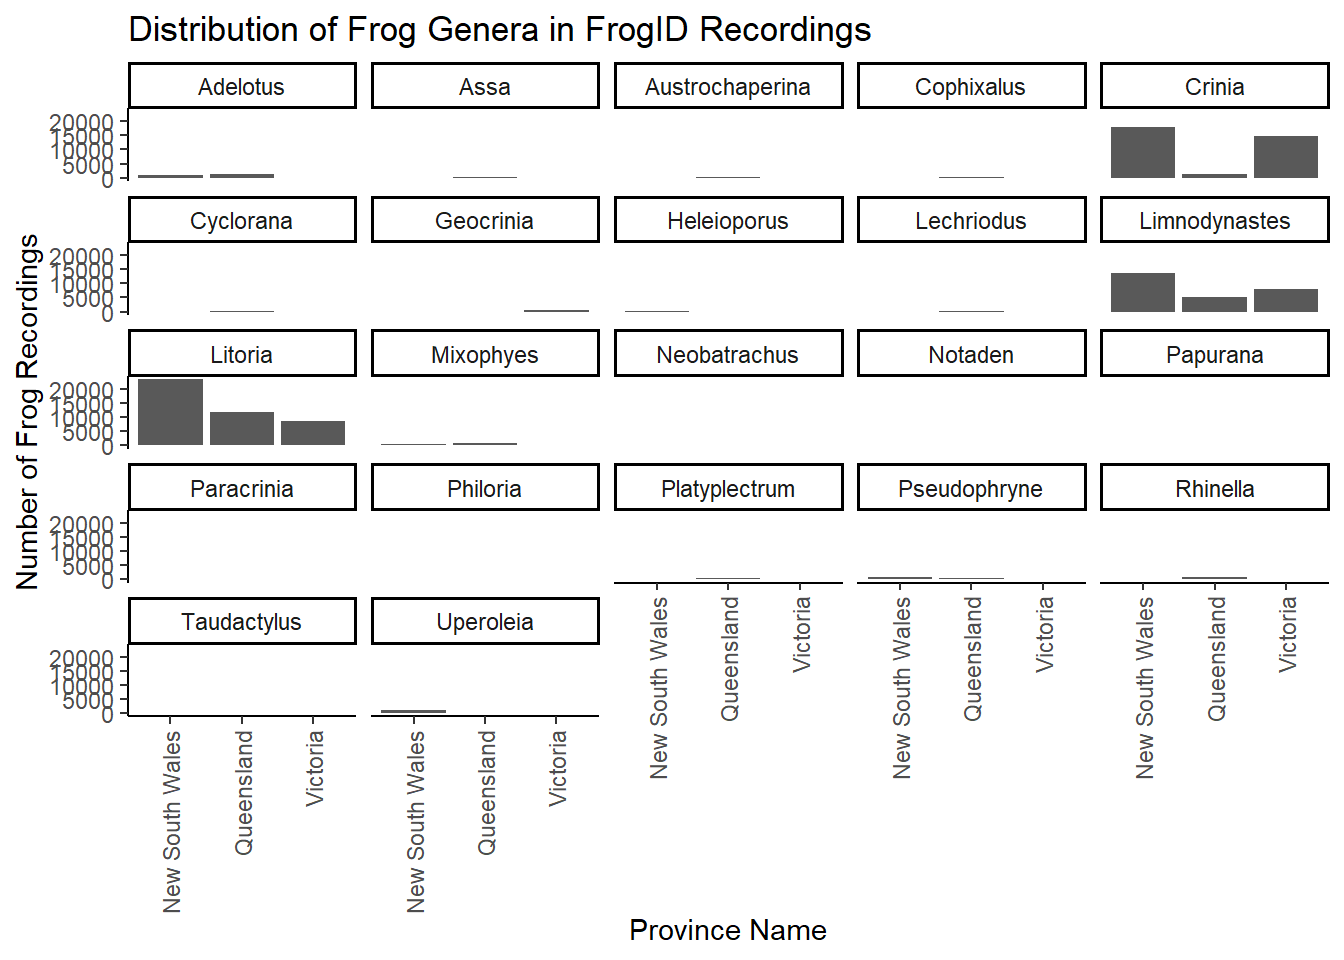 Distribution of Frog Genera in FrogID Recordings
Adelotus
Assa
Austrochaperina
Cophixalus
Crinia
20000
15000
10000
5000
0
Cyclorana
Geocrinia
Heleioporus
Lechriodus
Limnodynastes
20000
15000
10000
5000
0
Litoria
Mixophyes
Neobatrachus
Notaden
Papurana
20000
15000
10000
5000
0
Paracrinia
Philoria
Platyplectrum
Pseudophryne
Rhinella
20000
15000
10000
5000
0
New South Wales
Queensland
Victoria
New South Wales
Queensland
Victoria
New South Wales
Queensland
Victoria
Taudactylus
Uperoleia
20000
15000
10000
5000
0
New South Wales
Queensland
Victoria
New South Wales
Queensland
Victoria
Number of Frog Recordings
Province Name